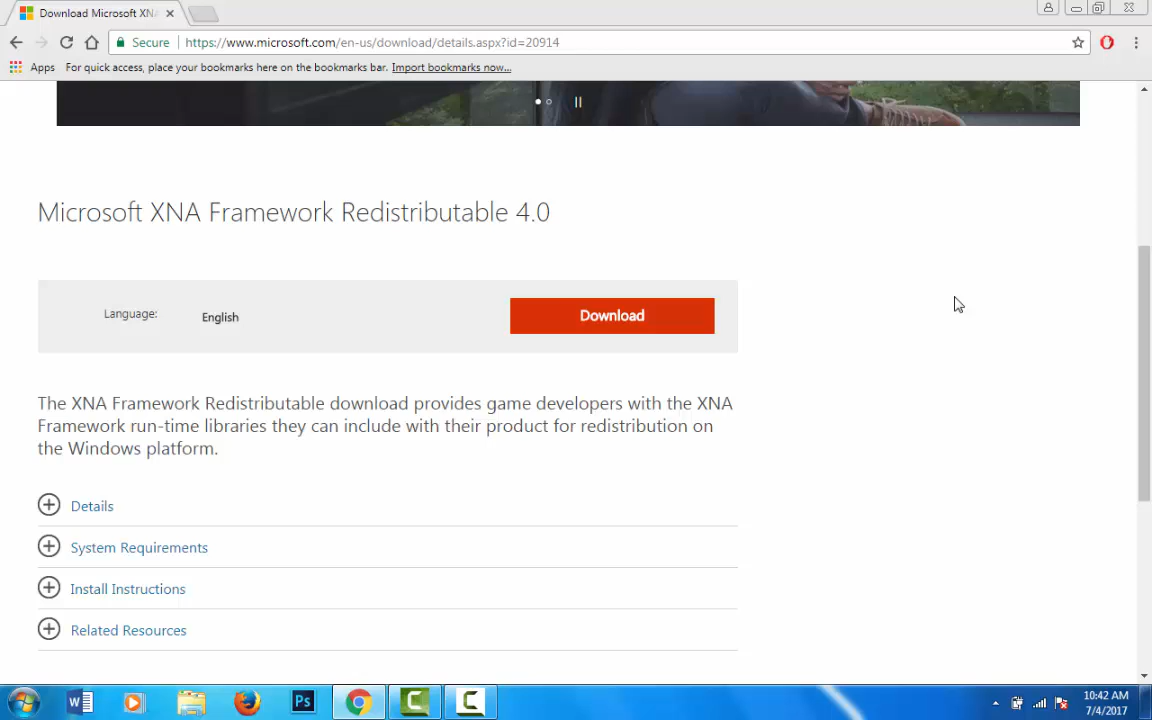 Download Microsoft XNA
Secure
https://www.microsoft.com/en-us/download/details.aspx?id=20914
Apps
For quick access, place your bookmarks here on the bookmarks bar. Import bookmarks now...
Microsoft XNA Framework Redistributable 4.0
Language:
English
Download
The XNA Framework Redistributable download provides game developers with the XNA
Framework run-time libraries they can include with their product for redistribution on
the Windows platform.
Details
System Requirements
Install Instructions
Related Resources
W
Ps
C
C
10:42 AM
7/4/2017